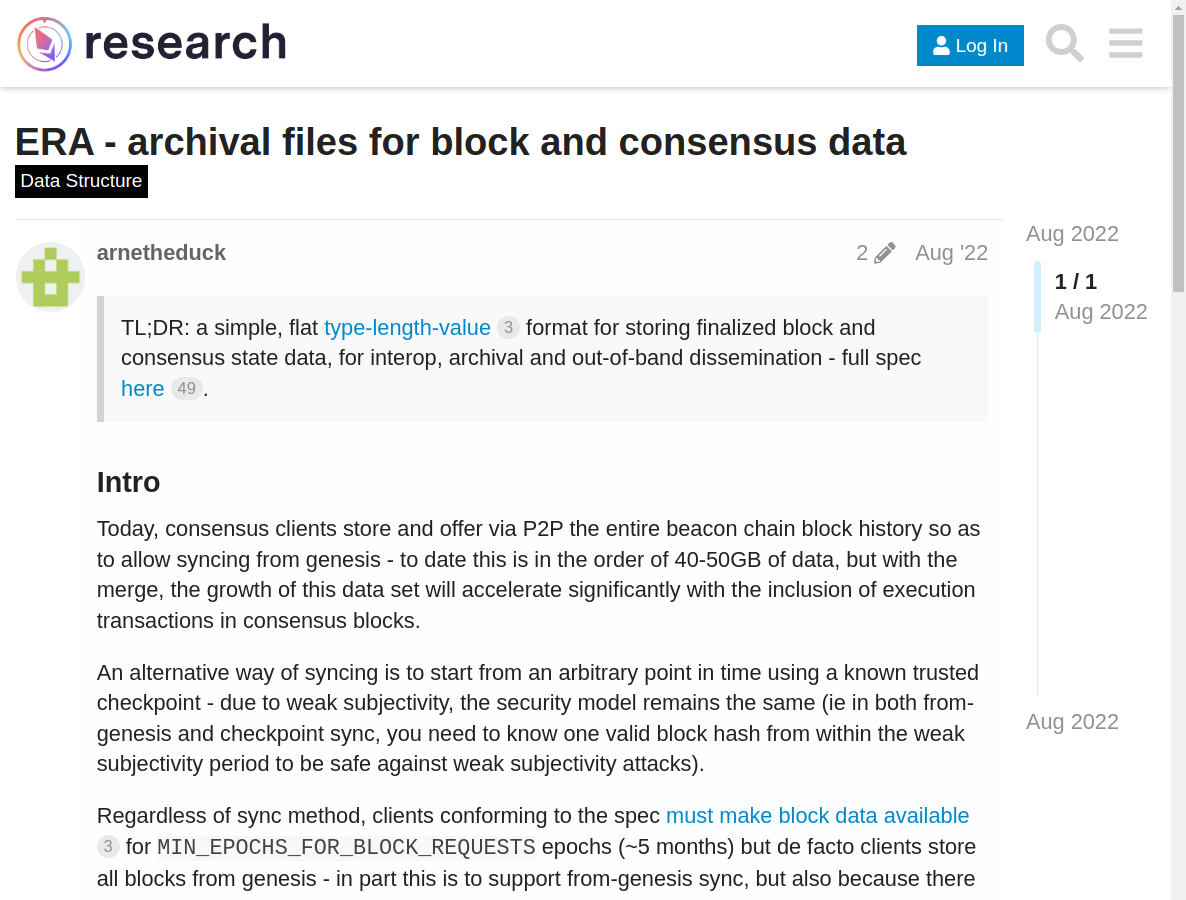 research
Log In
ERA - archival files for block and consensus data
Data Structure
Aug 2022
arnetheduck
2
Aug '22
1 / 1
Aug 2022
TL;DR: a simple, flat type-length-value 3 format for storing finalized block and
consensus state data, for interop, archival and out-of-band dissemination - full spec
here 49 .
Intro
Today, consensus clients store and offer via P2P the entire beacon chain block history so as
to allow syncing from genesis - to date this is in the order of 40-50GB of data, but with the
merge, the growth of this data set will accelerate significantly with the inclusion of execution
transactions in consensus blocks.
An alternative way of syncing is to start from an arbitrary point in time using a known trusted
checkpoint - due to weak subjectivity, the security model remains the same (ie in both from-
genesis and checkpoint sync, you need to know one valid block hash from within the weak
subjectivity period to be safe against weak subjectivity attacks).
Aug 2022
Regardless of sync method, clients conforming to the spec must make block data available
3 for MIN_EPOCHS_FOR_BLOCK_REQUESTS epochs (~5 months) but de facto clients store
all blocks from genesis - in part this is to support from-genesis sync, but also because there